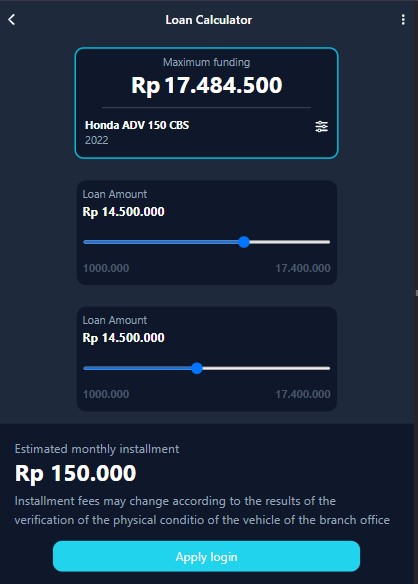 Loan Calculator
Maximum funding
Rp 17.484.500
Honda ADV 150 CBS
2022
Loan Amount
Rp 14.500.000
1000.000 17.400.000
Loan Amount
Rp 14.500.000
1000.000 17.400.000
Estimated monthly installment
Rp 150.000
Installment fees may change according to the results of the
verification of the physical conditio of the vehicle of the branch office
Apply login